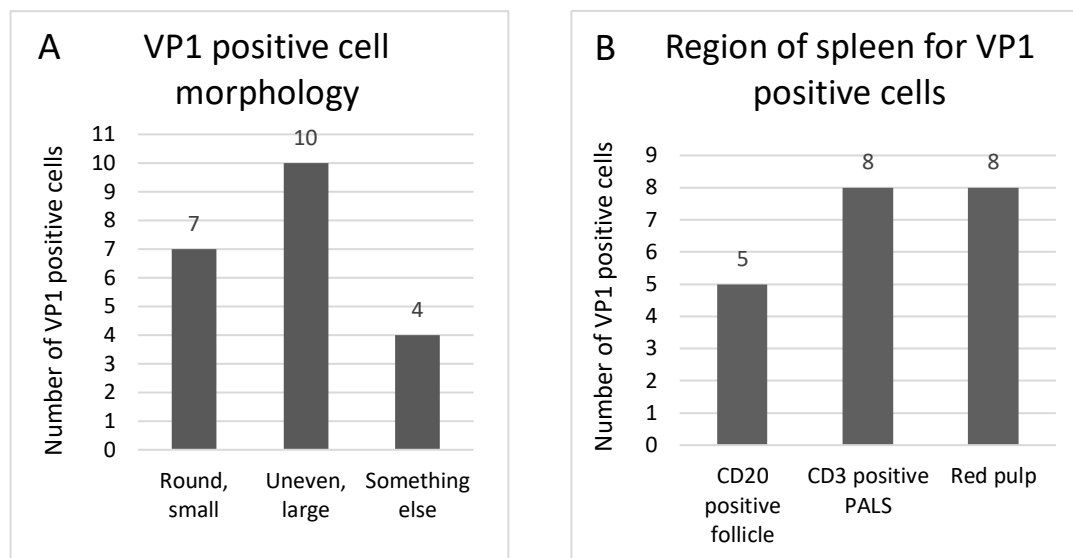 A
VP1 positive cell
morphology
Number of VP1 positive cells
11
10
9
8
7
6
5
4
3
2
1
0
7
10
4
Round,
small
Uneven,
large
Something
else
B
Region of spleen for VP1
positive cells
Number of VP1 positive cells
9
8
7
6
5
4
3
2
1
0
5
8
8
CD20
positive
follicle
CD3 positive
PALS
Red pulp